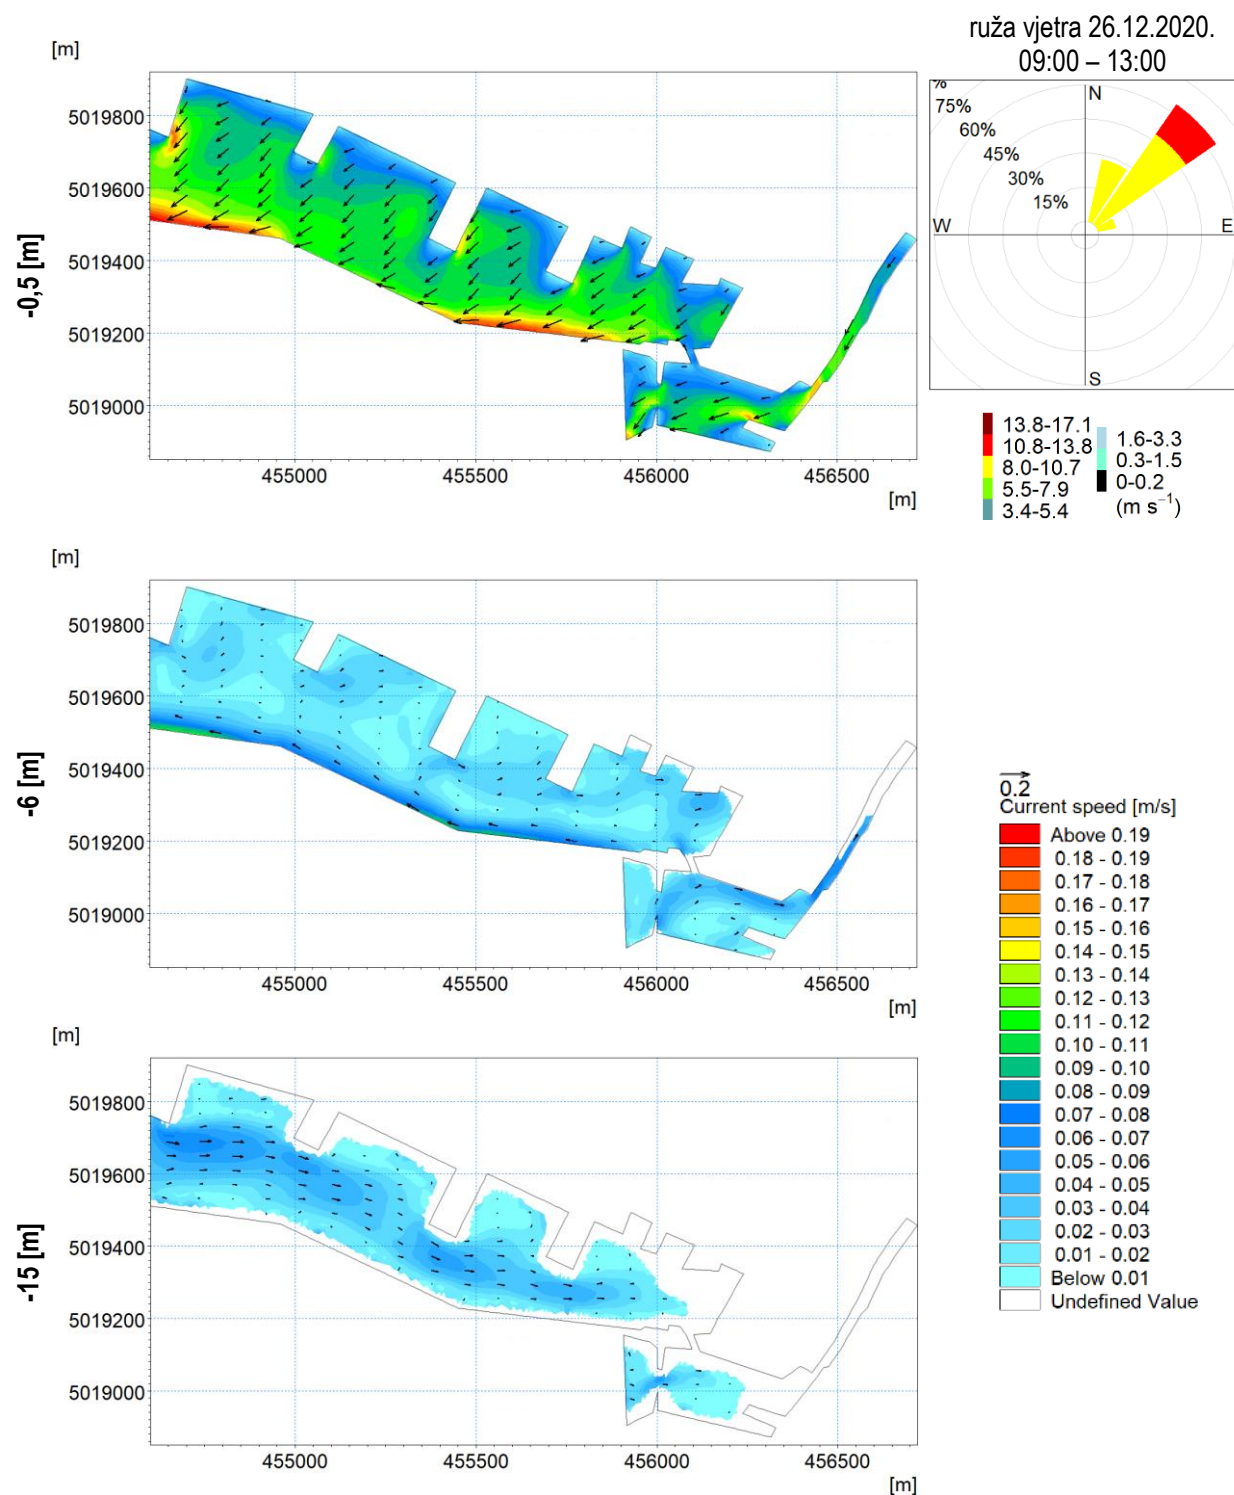 ruža vjetra 26.12.2020.
09:00 – 13:00
[m]
-0,5 [m]
5019800
5019600
5019400
5019200
5019000
455000 455500 456000 456500
[m]
%
75%
60%
45%
30%
15%
N
W
E
S
13.8-17.1
10.8-13.8
8.0-10.7
5.5-7.9
3.4-5.4
1.6-3.3
0.3-1.5
0-0.2
(m s⁻¹)
[m]
-6 [m]
5019800
5019600
5019400
5019200
5019000
455000 455500 456000 456500
[m]
0.2
Current speed [m/s]
Above 0.19
0.18 - 0.19
0.17 - 0.18
0.16 - 0.17
0.15 - 0.16
0.14 - 0.15
0.13 - 0.14
0.12 - 0.13
0.11 - 0.12
0.10 - 0.11
0.09 - 0.10
0.08 - 0.09
0.07 - 0.08
0.06 - 0.07
0.05 - 0.06
0.04 - 0.05
0.03 - 0.04
0.02 - 0.03
0.01 - 0.02
Below 0.01
Undefined Value
[m]
-15 [m]
5019800
5019600
5019400
5019200
5019000
455000 455500 456000 456500
[m]